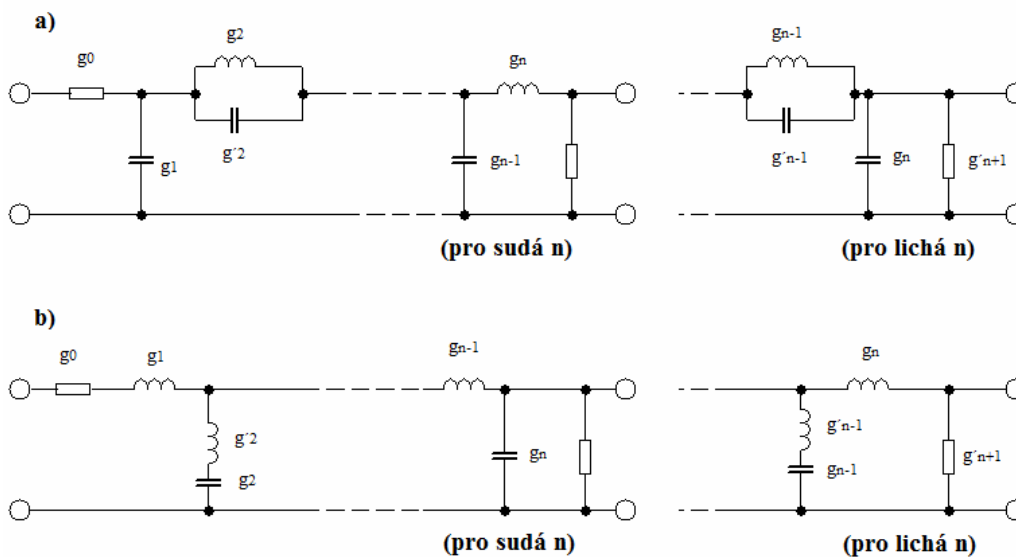 a)
g0
g2
g´2
g1
gn
gn-1
(pro sudá n)
gn-1
g´n-1
gn
g´n+1
(pro lichá n)
b)
g0
g1
g´2
g2
gn-1
gn
(pro sudá n)
gn
g´n-1
gn-1
g´n+1
(pro lichá n)